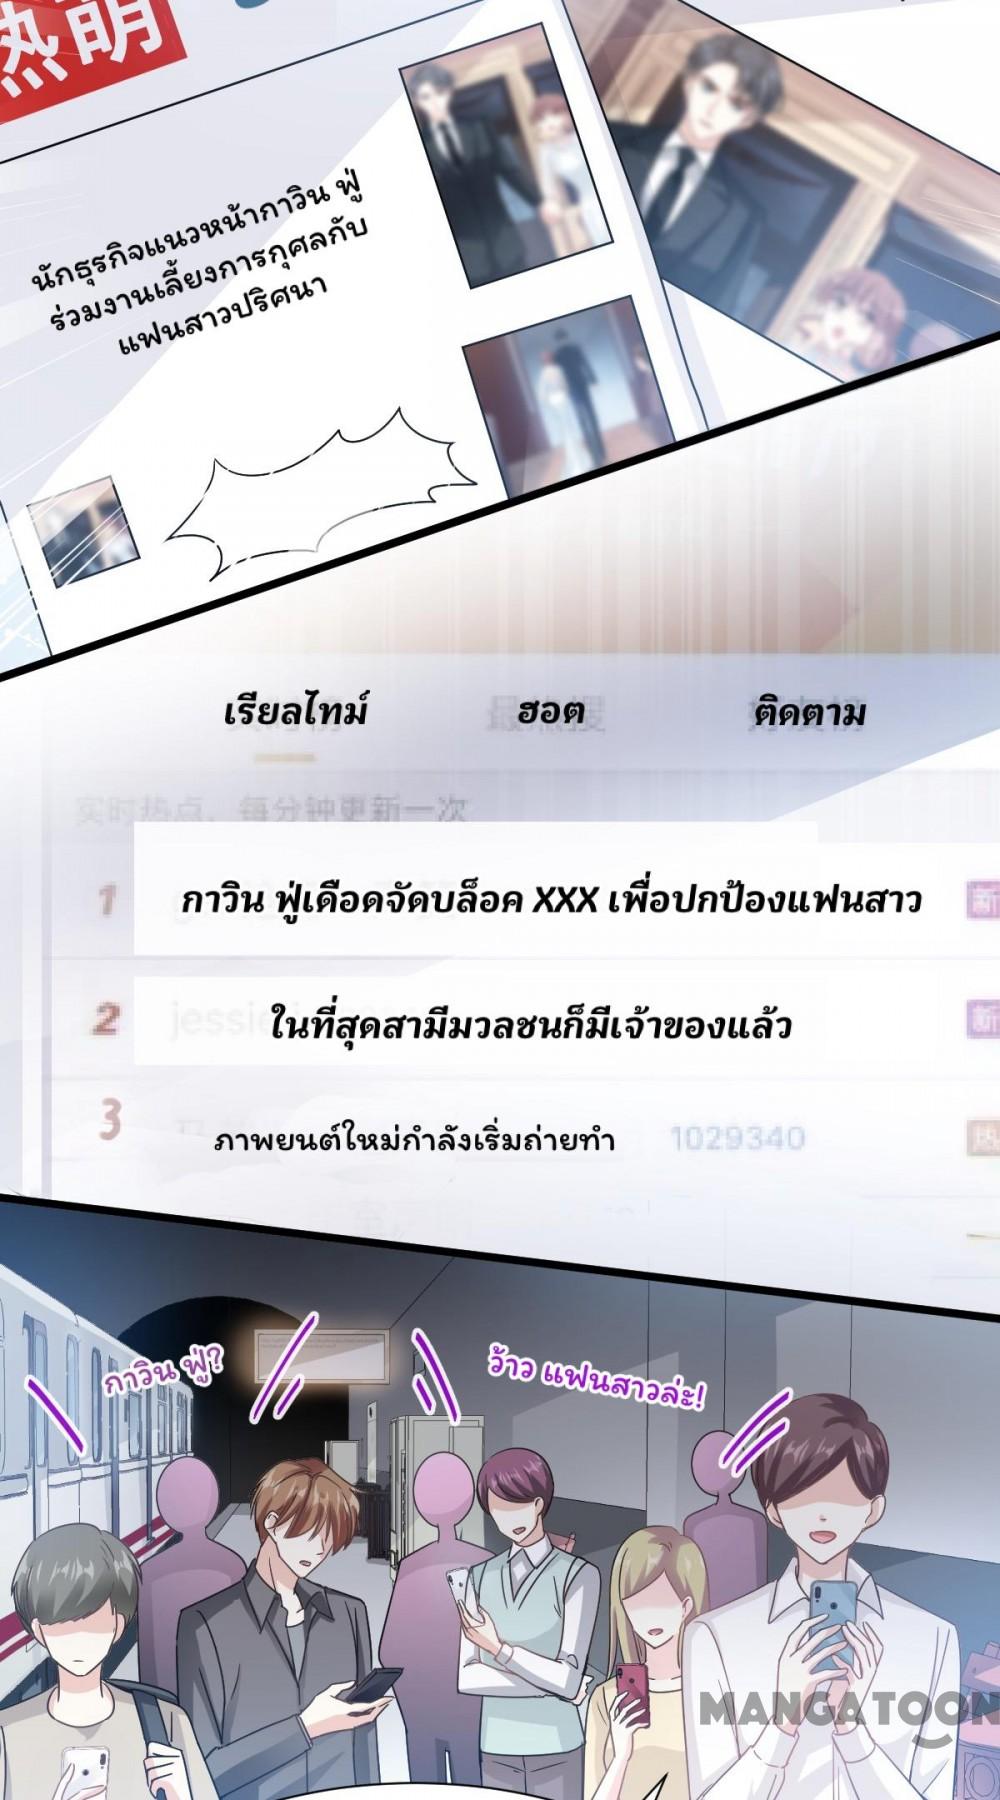 热萌
นักธุรกิจแนวหน้ากาวิน ฟู่
ร่วมงานเลี้ยงการกุศลกับ
แฟนสาวปริศนา
เรียลไทม์ ฮอต ติดตาม
实时热点，每分钟更新一次
1 กาวิน ฟู่เดือดจัดบล็อค XXX เพื่อปกป้องแฟนสาว 新
2 ในที่สุดสามีมวลชนก็มีเจ้าของแล้ว 新
3 ภาพยนต์ใหม่กำลังเริ่มถ่ายทำ 1029340 热
กาวิน ฟู่?
ว้าว แฟนสาวล่ะ!
MANGATOON